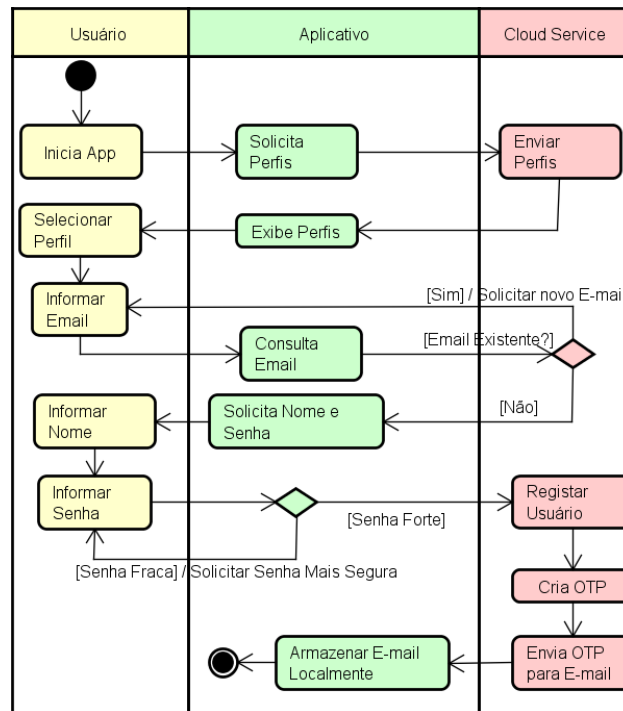 Usuário
Aplicativo
Cloud Service
Inicia App
Solicita
Perfis
Enviar
Perfis
Selecionar
Perfil
Exibe Perfis
Informar
Email
[Sim] / Solicitar novo E-mai
Consulta
Email
[Email Existente?]
Informar
Nome
Solicita Nome e
Senha
[Não]
Informar
Senha
[Senha Forte]
Registar
Usuário
[Senha Fraca] / Solicitar Senha Mais Segura
Cria OTP
Armazenar E-mail
Localmente
Envia OTP
para E-mail